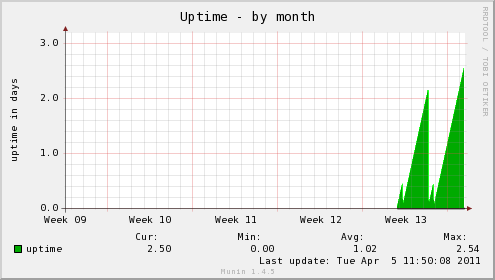 Uptime - by month
RRDTOOL / TOBI OETIKER
uptime in days
3.0
2.0
1.0
0.0
Week 09 Week 10 Week 11 Week 12 Week 13
Cur: Min: Avg: Max:
uptime 2.50 0.00 1.02 2.54
Last update: Tue Apr 5 11:50:08 2011
Munin 1.4.5